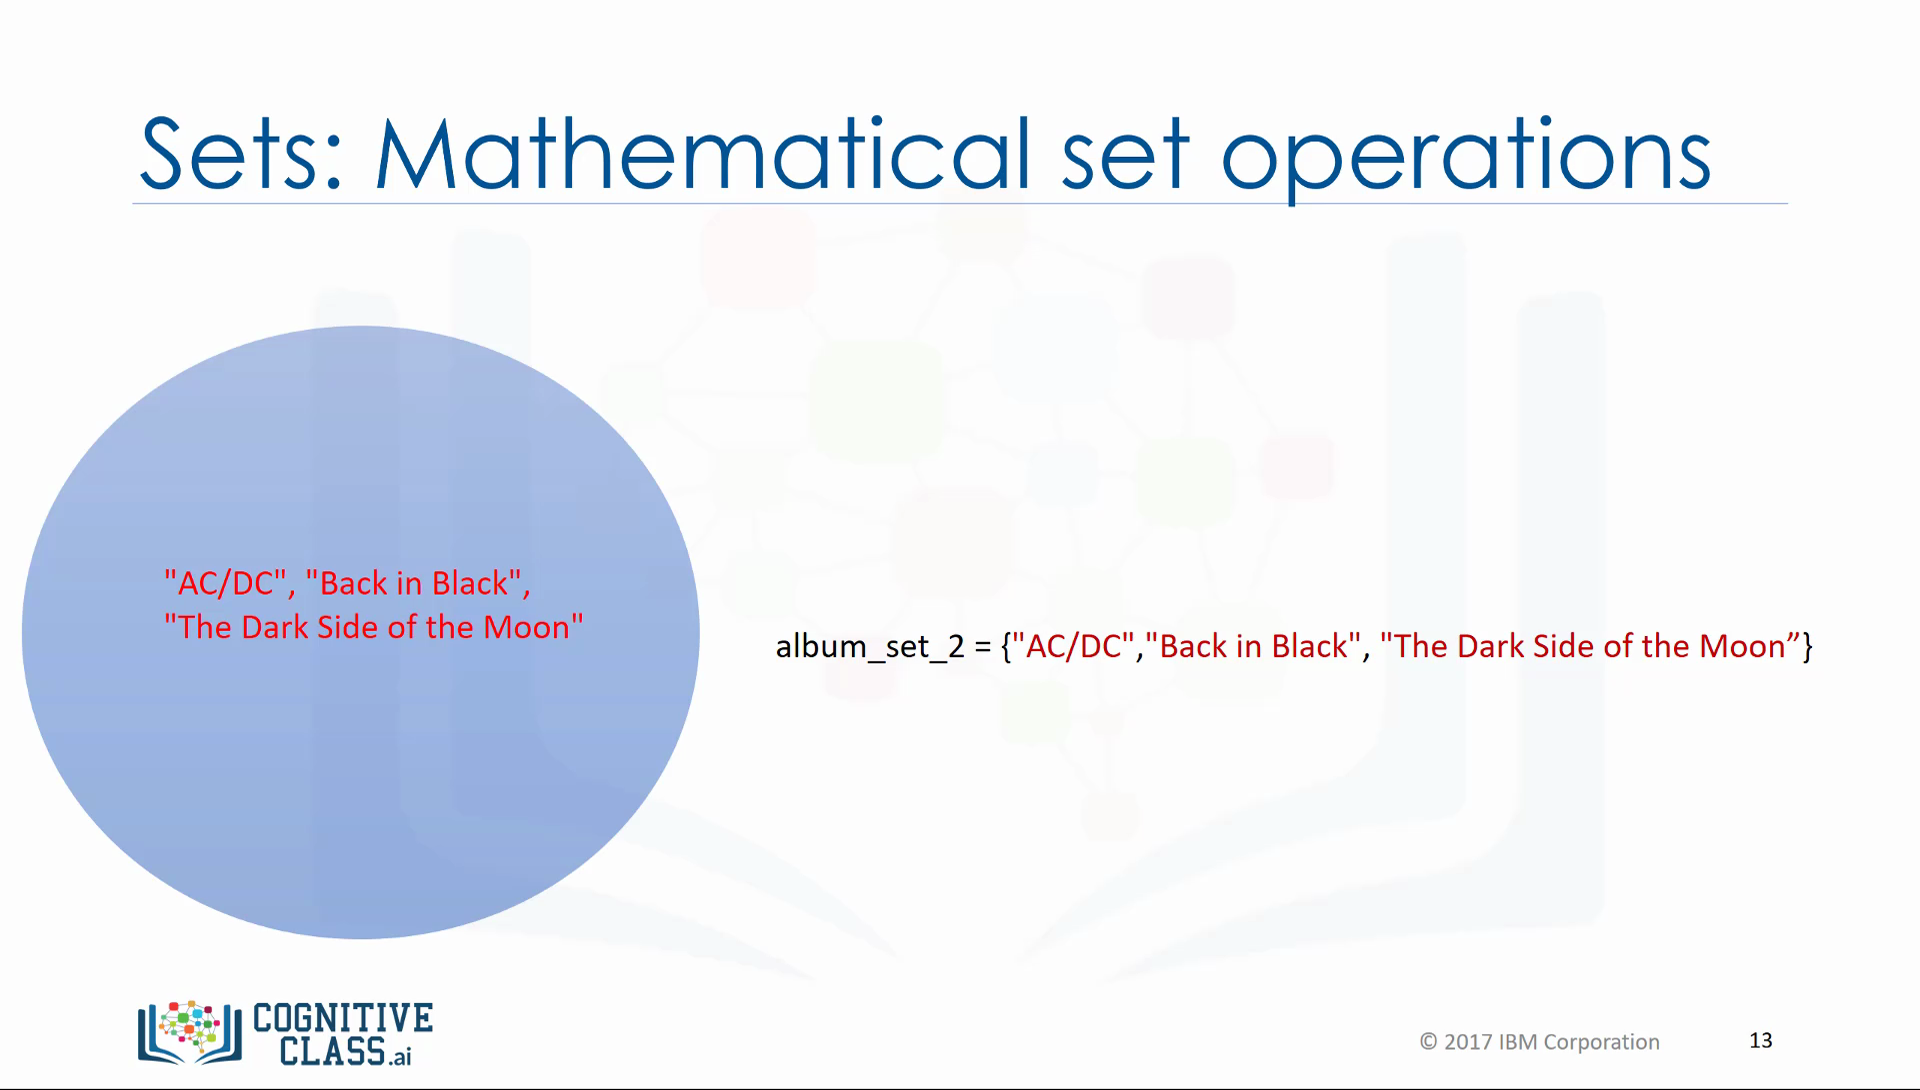 Sets: Mathematical set operations
"AC/DC", "Back in Black",
"The Dark Side of the Moon"
album_set_2 = {"AC/DC","Back in Black", "The Dark Side of the Moon”}
COGNITIVE
CLASS.ai
© 2017 IBM Corporation
13